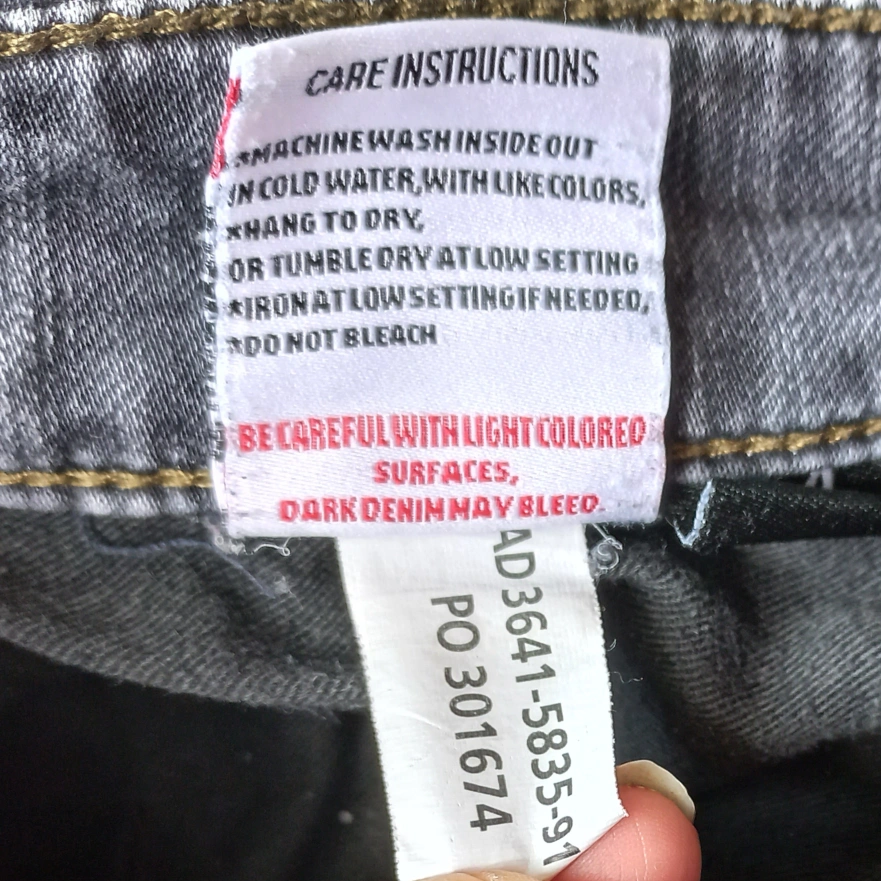 CARE INSTRUCTIONS
*MACHINE WASH INSIDE OUT
IN COLD WATER, WITH LIKE COLORS,
*HANG TO DRY,
OR TUMBLE DRY AT LOW SETTING
*IRON AT LOW SETTING IF NEEDED,
*DO NOT BLEACH
BE CAREFUL WITH LIGHT COLORED
SURFACES,
DARK DENIM MAY BLEED.
AD3641-5835-91
PO 301674